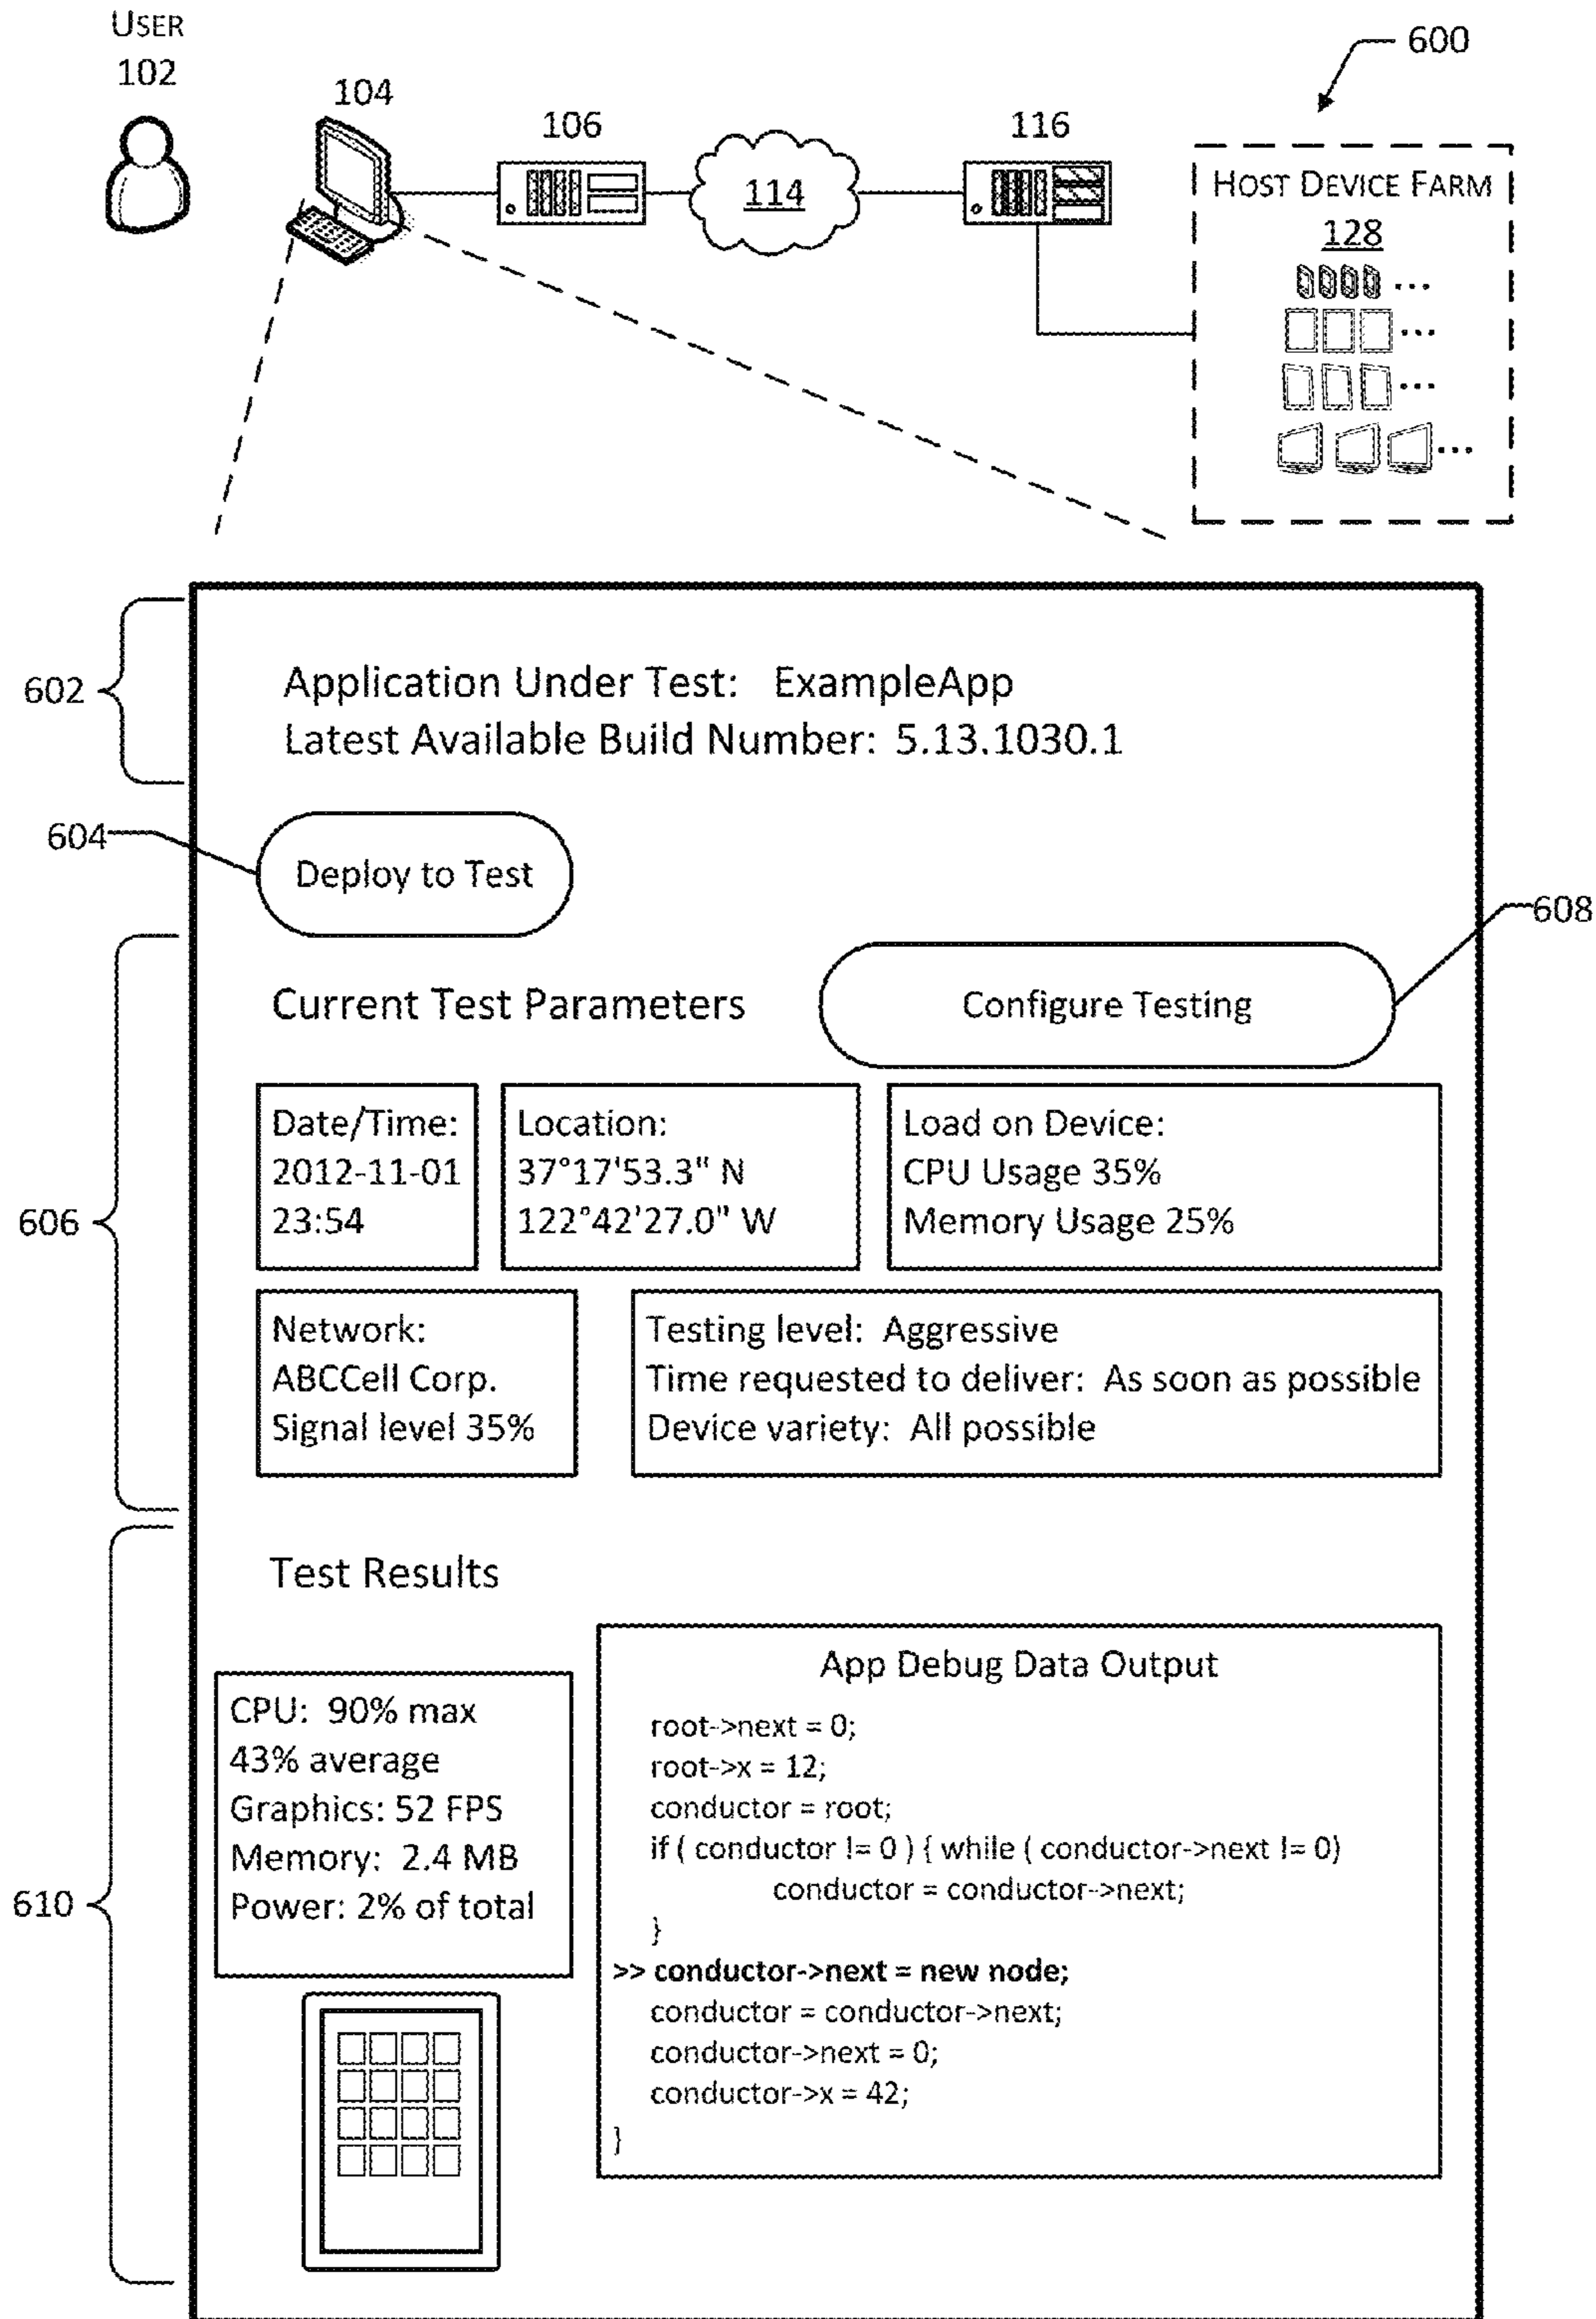 USER
102
104
106
114
116
600
HOST DEVICE FARM
128
602
Application Under Test: ExampleApp
Latest Available Build Number: 5.13.1030.1
604
Deploy to Test
608
606
Current Test Parameters
Configure Testing
Date/Time:
2012-11-01
23:54
Location:
37°17'53.3" N
122°42'27.0" W
Load on Device:
CPU Usage 35%
Memory Usage 25%
Network:
ABCCell Corp.
Signal level 35%
Testing level: Aggressive
Time requested to deliver: As soon as possible
Device variety: All possible
610
Test Results
CPU: 90% max
43% average
Graphics: 52 FPS
Memory: 2.4 MB
Power: 2% of total
App Debug Data Output
root->next = 0;
root->x = 12;
conductor = root;
if ( conductor != 0 ) { while ( conductor->next != 0)
conductor = conductor->next;
}
>> conductor->next = new node;
conductor = conductor->next;
conductor->next = 0;
conductor->x = 42;
}